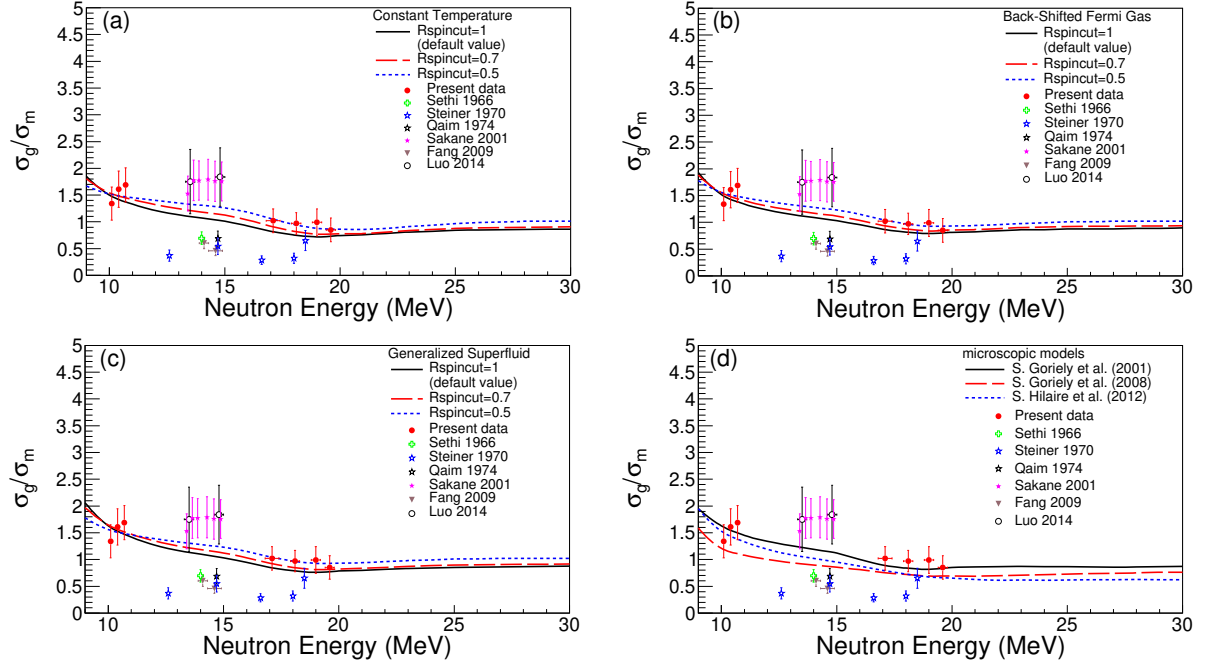 (a)
Constant Temperature
Rspincut=1
(default value)
Rspincut=0.7
Rspincut=0.5
Present data
Sethi 1966
Steiner 1970
Qaim 1974
Sakane 2001
Fang 2009
Luo 2014
σg/σm
5
4.5
4
3.5
3
2.5
2
1.5
1
0.5
0
10 15 20 25 30
Neutron Energy (MeV)
(b)
Back-Shifted Fermi Gas
Rspincut=1
(default value)
Rspincut=0.7
Rspincut=0.5
Present data
Sethi 1966
Steiner 1970
Qaim 1974
Sakane 2001
Fang 2009
Luo 2014
σg/σm
5
4.5
4
3.5
3
2.5
2
1.5
1
0.5
0
10 15 20 25 30
Neutron Energy (MeV)
(c)
Generalized Superfluid
Rspincut=1
(default value)
Rspincut=0.7
Rspincut=0.5
Present data
Sethi 1966
Steiner 1970
Qaim 1974
Sakane 2001
Fang 2009
Luo 2014
σg/σm
5
4.5
4
3.5
3
2.5
2
1.5
1
0.5
0
10 15 20 25 30
Neutron Energy (MeV)
(d)
microscopic models
S. Goriely et al. (2001)
S. Goriely et al. (2008)
S. Hilaire et al. (2012)
Present data
Sethi 1966
Steiner 1970
Qaim 1974
Sakane 2001
Fang 2009
Luo 2014
σg/σm
5
4.5
4
3.5
3
2.5
2
1.5
1
0.5
0
10 15 20 25 30
Neutron Energy (MeV)